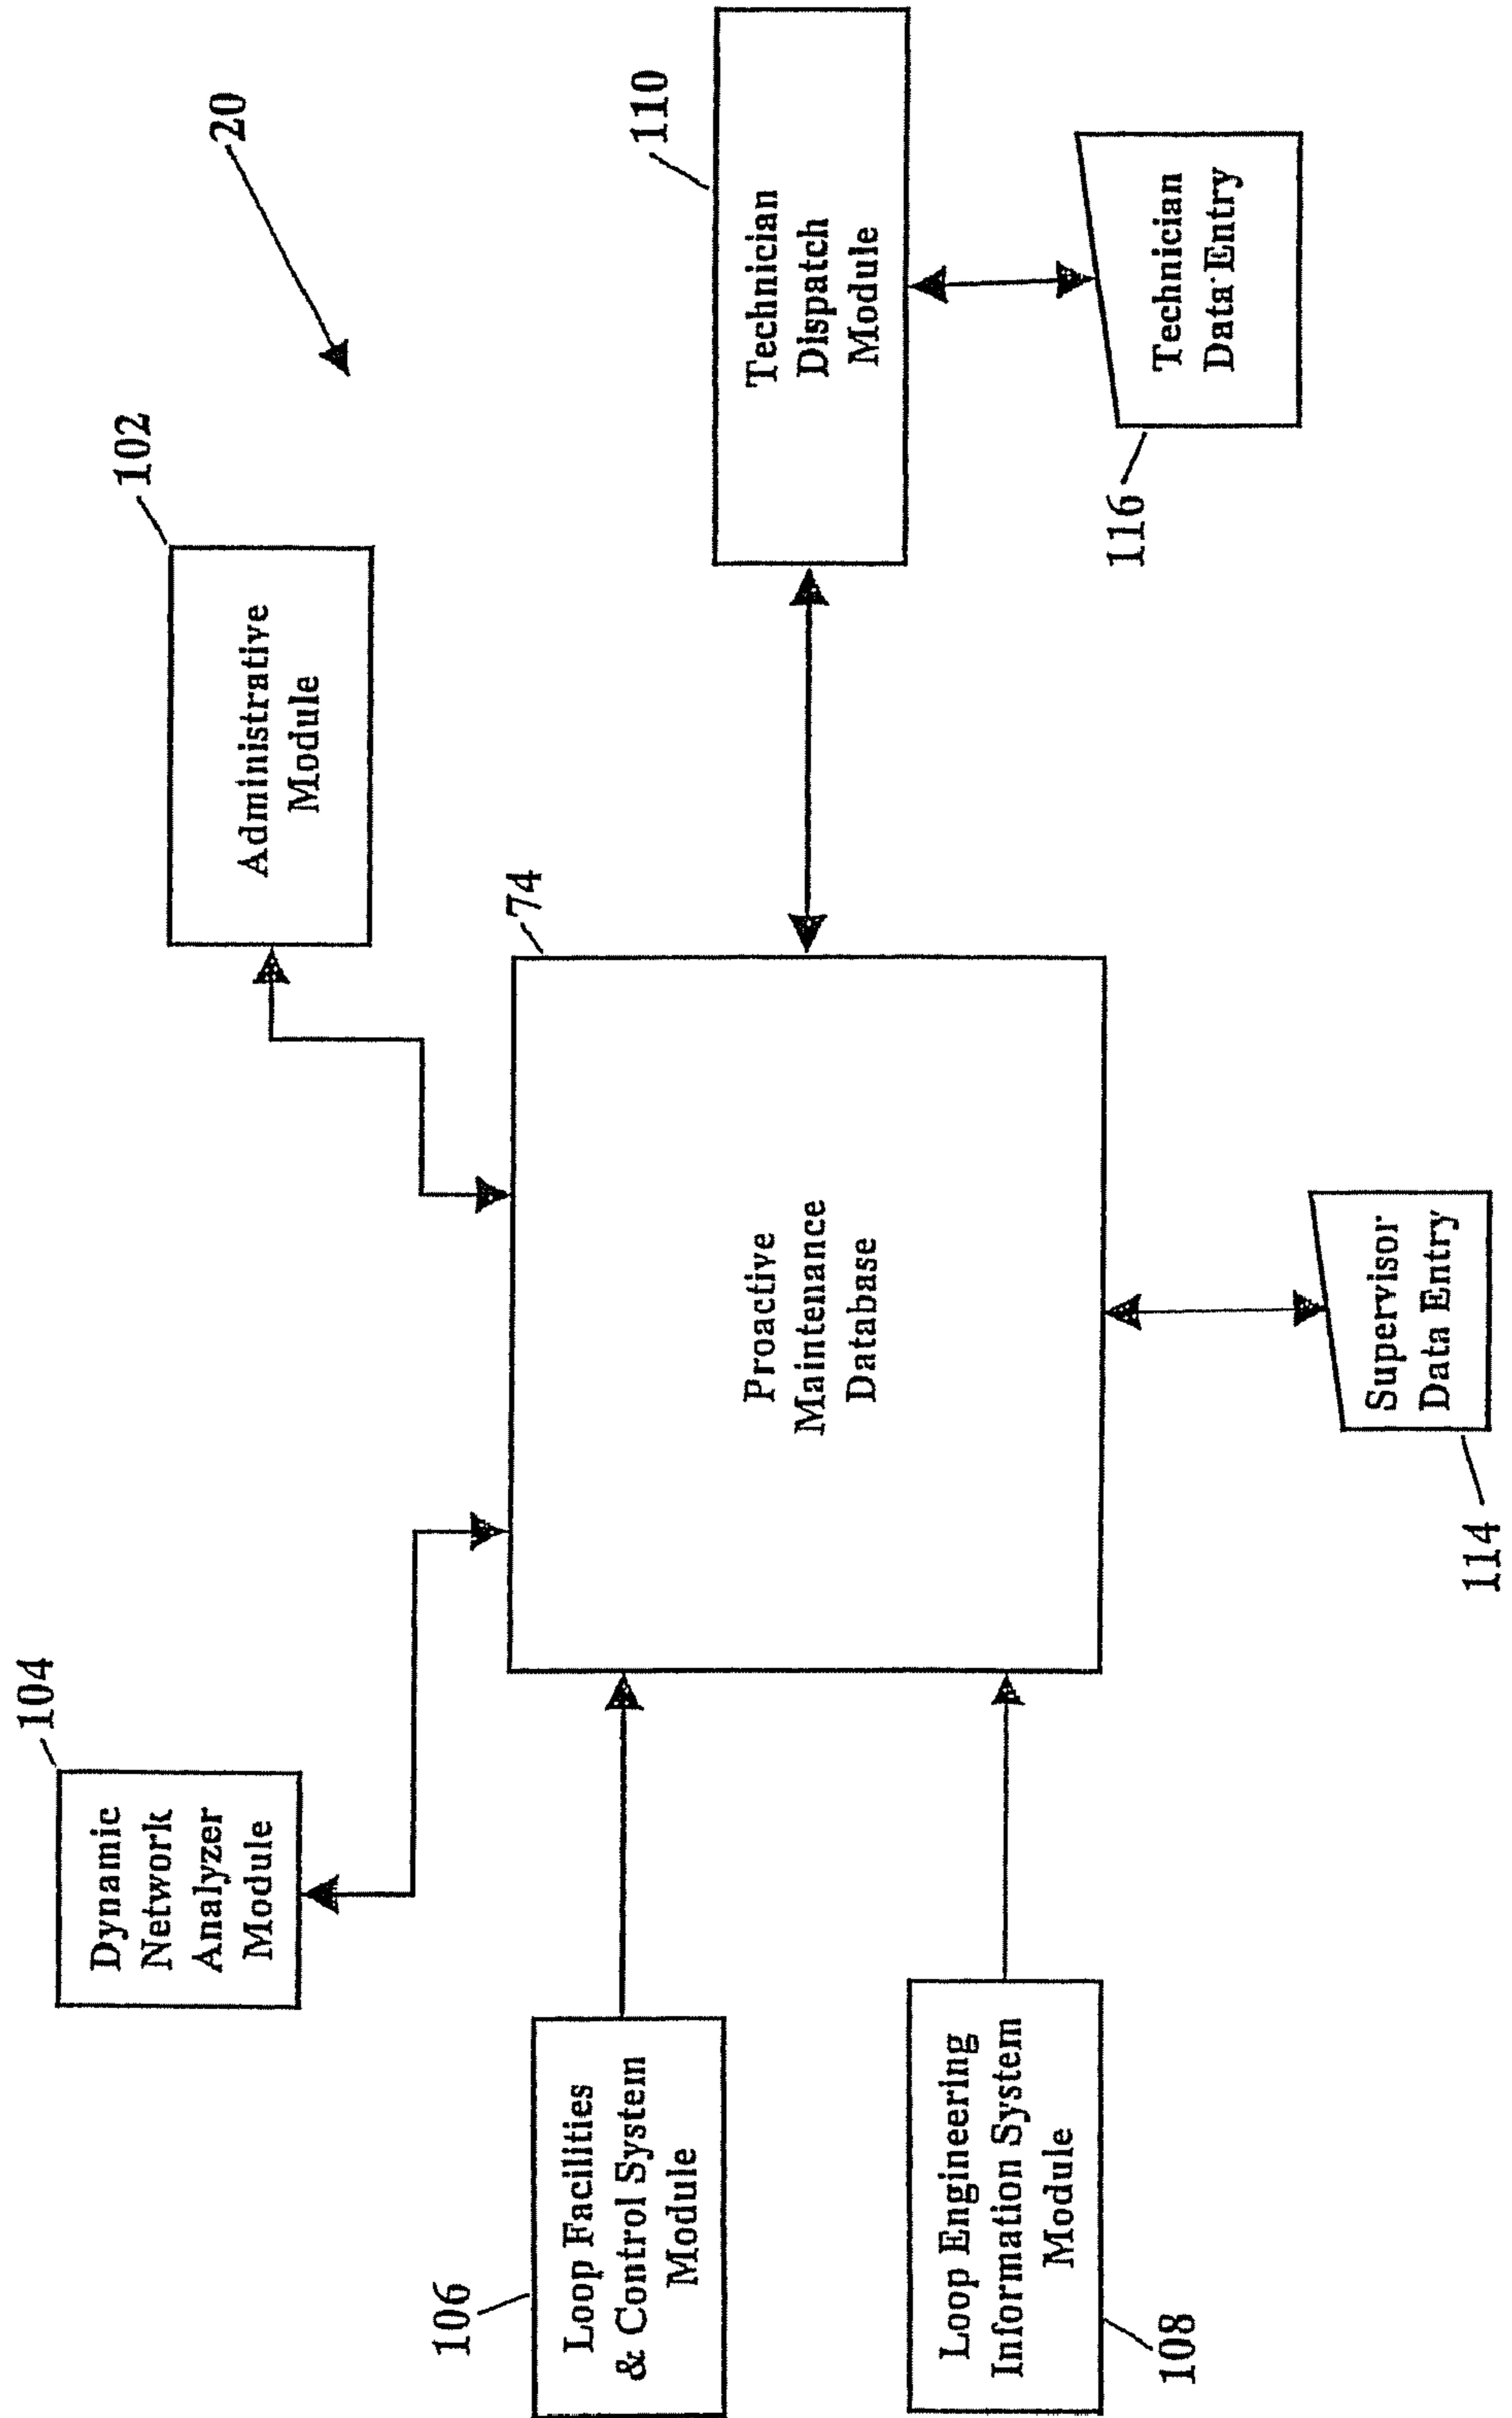 20
104
Dynamic
Network
Analyzer
Module
102
Administrative
Module
106
Loop Facilities
& Control System
Module
74
Proactive
Maintenance
Database
110
Technician
Dispatch
Module
108
Loop Engineering
Information System
Module
114
Supervisor
Data Entry
116
Technician
Data Entry